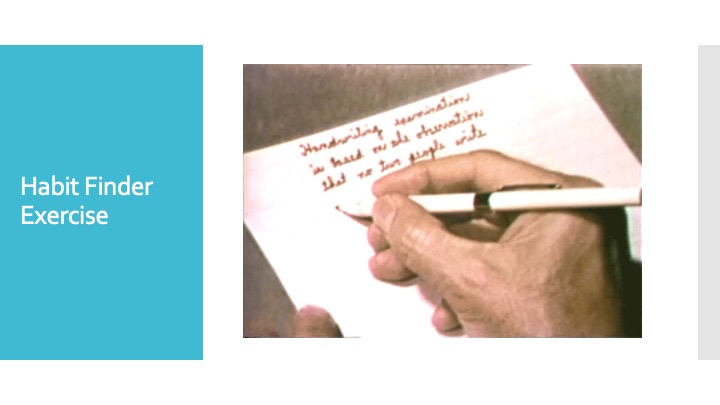 Habit Finder
Exercise
Handwriting examination
is based on the observation
that no two people write